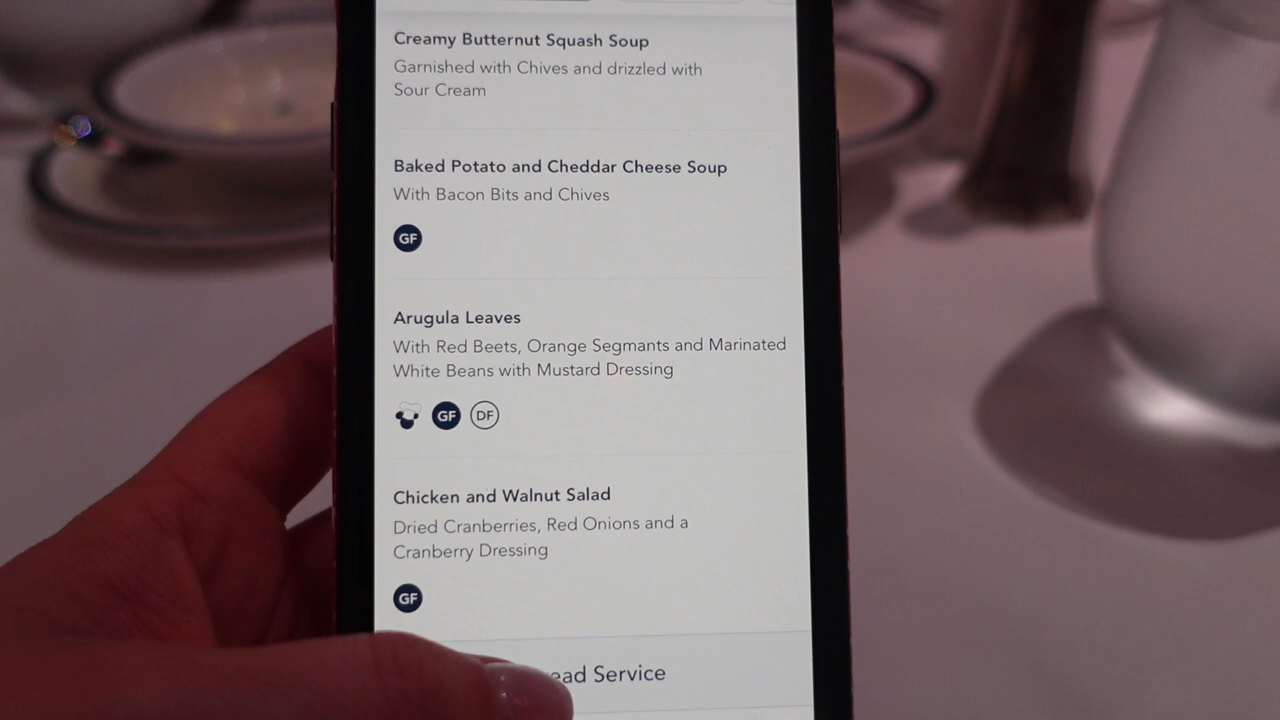 Creamy Butternut Squash Soup
Garnished with Chives and drizzled with
Sour Cream
Baked Potato and Cheddar Cheese Soup
With Bacon Bits and Chives
GF
Arugula Leaves
With Red Beets, Orange Segmants and Marinated
White Beans with Mustard Dressing
GF DF
Chicken and Walnut Salad
Dried Cranberries, Red Onions and a
Cranberry Dressing
GF
Service